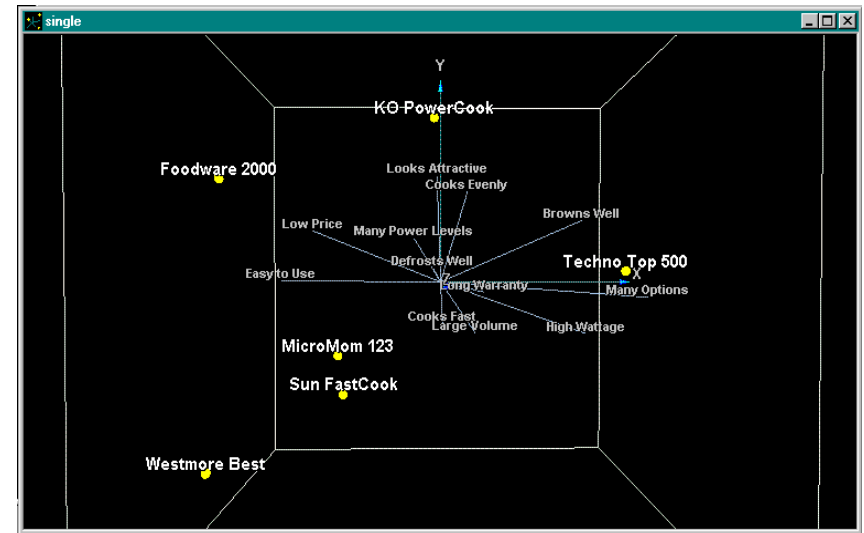 single
Y
KO PowerCook
Foodware 2000
Looks Attractive
Cooks Evenly
Browns Well
Low Price
Many Power Levels
Defrosts Well
Techno Top 500
Easy to Use
Z
X
Long Warranty
Many Options
Cooks Fast
Large Volume
High Wattage
MicroMom 123
Sun FastCook
Westmore Best